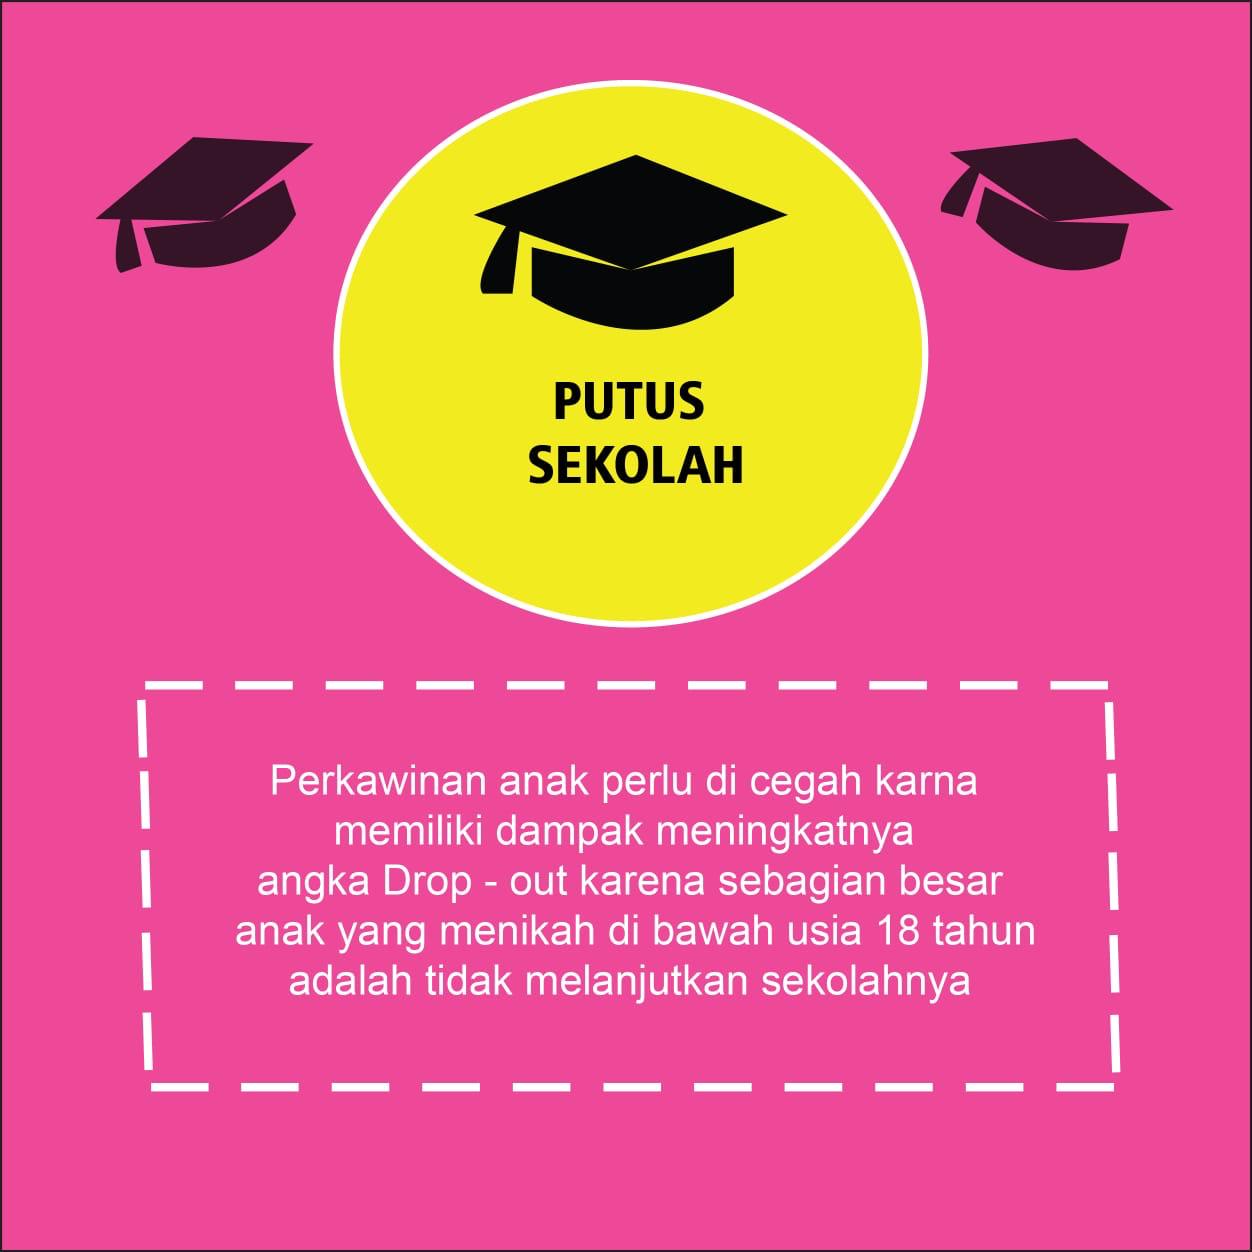 PUTUS
SEKOLAH
Perkawinan anak perlu di cegah karna
memiliki dampak meningkatnya
angka Drop - out karena sebagian besar
anak yang menikah di bawah usia 18 tahun
adalah tidak melanjutkan sekolahnya